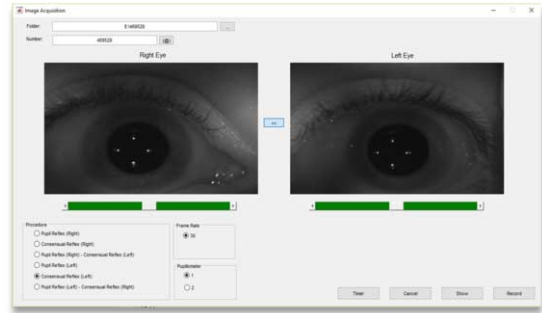 Image Acquisition
Folder:
...
Number:
Right Eye
Left Eye
Procedure
Pupil Reflex (Right)
Consensual Reflex (Right)
Pupil Reflex (Right) - Consensual Reflex (Left)
Pupil Reflex (Left)
Consensual Reflex (Left)
Pupil Reflex (Left) - Consensual Reflex (Right)
Frame Rate
30
Pupillometer
1
2
Timer
Cancel
Show
Record